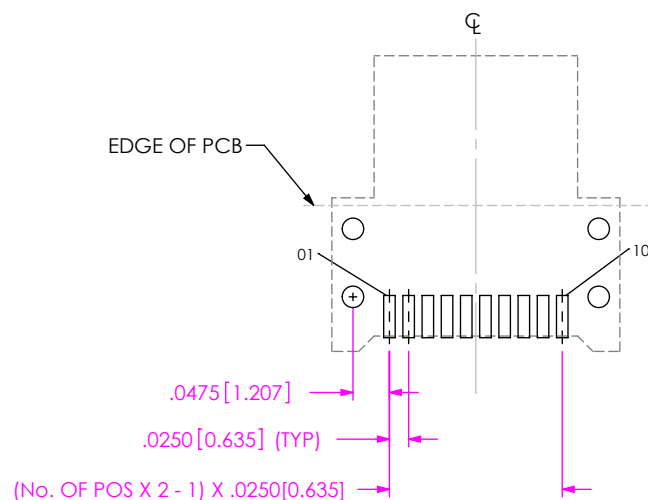 ℄
EDGE OF PCB
01
10
.0475 [1.207]
.0250 [0.635] (TYP)
(No. OF POS X 2 - 1) X .0250[0.635]